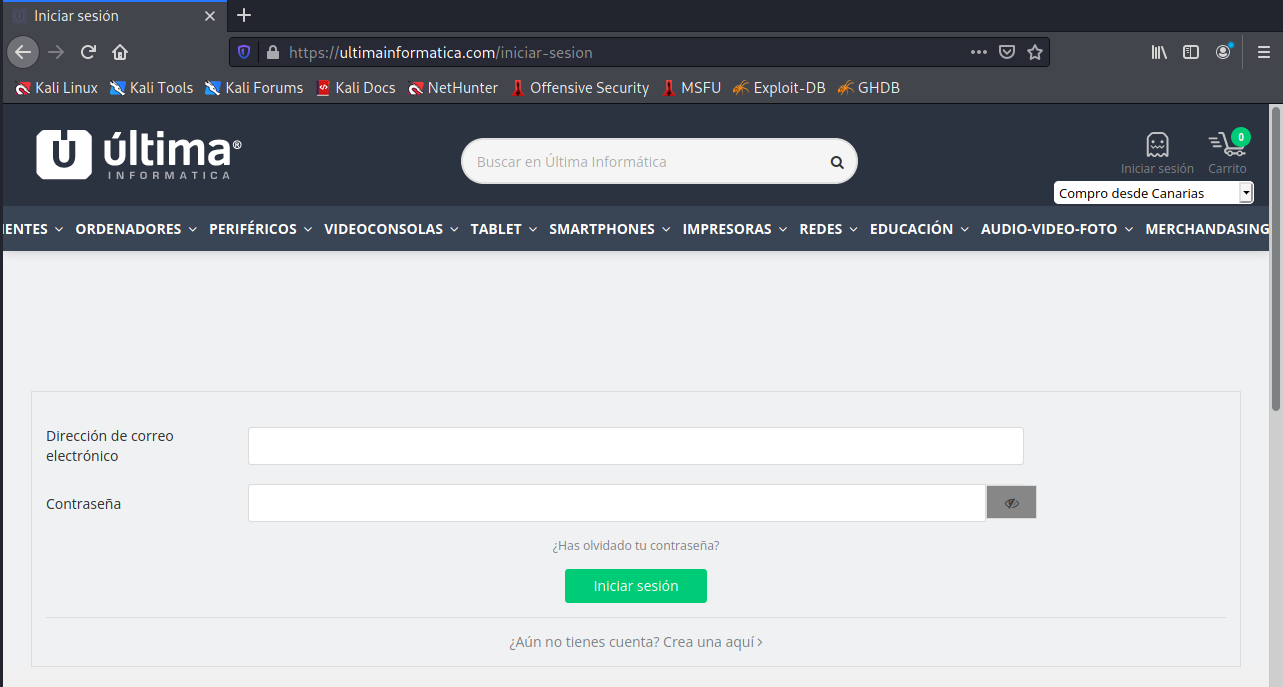 Iniciar sesión
https://ultimainformatica.com/iniciar-sesion
Kali Linux Kali Tools Kali Forums Kali Docs NetHunter Offensive Security MSFU Exploit-DB GHDB
última®
INFORMATICA
Buscar en Última Informática
0
Iniciar sesión Carrito
Compro desde Canarias
IENTES ORDENADORES PERIFÉRICOS VIDEOCONSOLAS TABLET SMARTPHONES IMPRESORAS REDES EDUCACIÓN AUDIO-VIDEO-FOTO MERCHANDASING
Dirección de correo
electrónico
Contraseña
¿Has olvidado tu contraseña?
Iniciar sesión
¿Aún no tienes cuenta? Crea una aquí